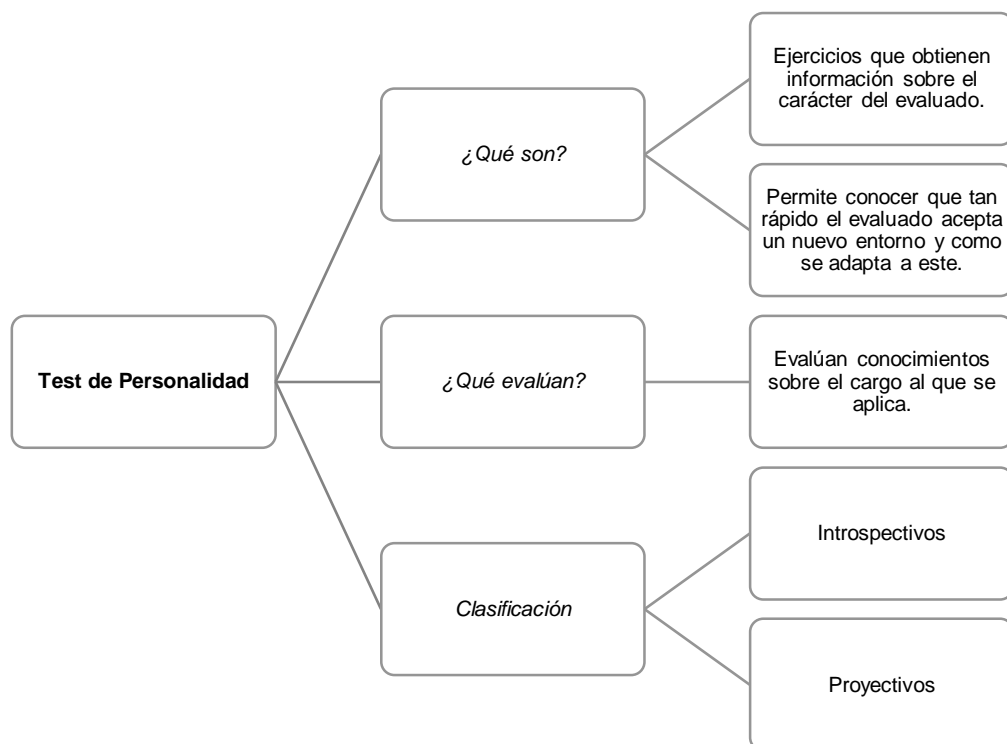 Test de Personalidad
¿Qué son?
Ejercicios que obtienen
información sobre el
carácter del evaluado.
Permite conocer que tan
rápido el evaluado acepta
un nuevo entorno y como
se adapta a este.
¿Qué evalúan?
Evalúan conocimientos
sobre el cargo al que se
aplica.
Clasificación
Introspectivos
Proyectivos